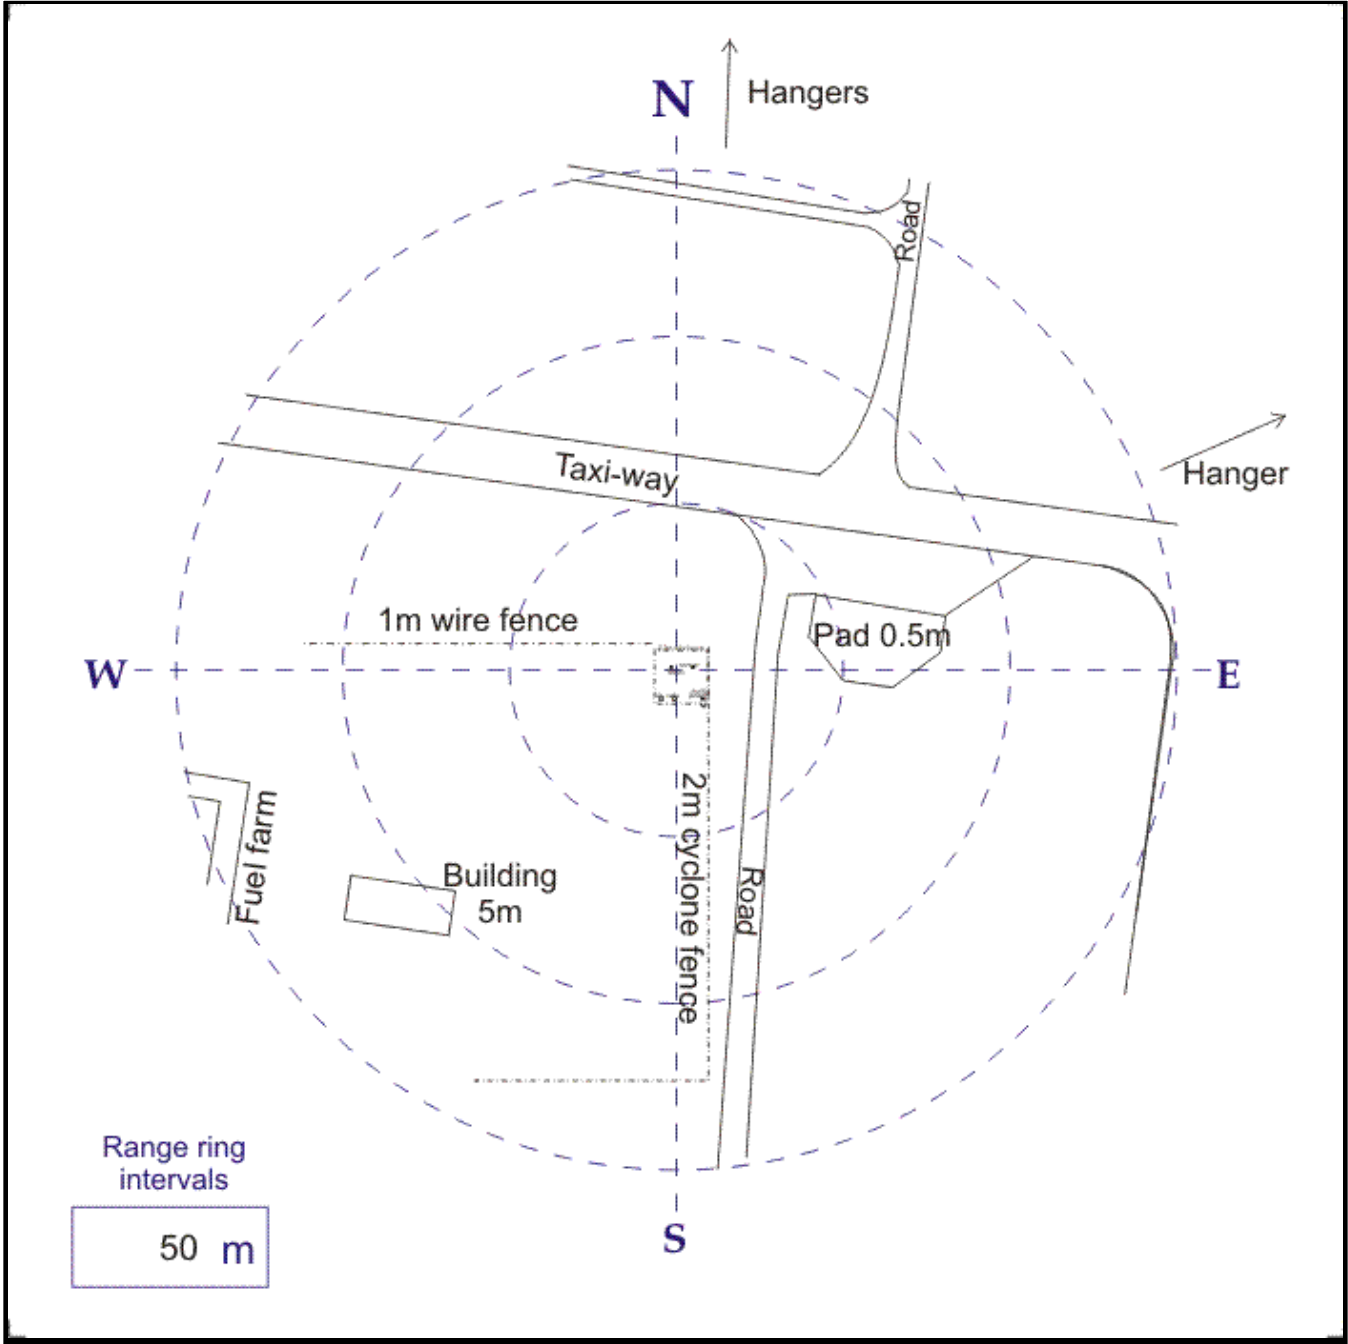 N
Hangers
Road
Taxi-way
Hanger
1m wire fence
Pad 0.5m
W
E
2m cyclone fence
Fuel farm
Building
5m
Road
Range ring
intervals
50 m
S